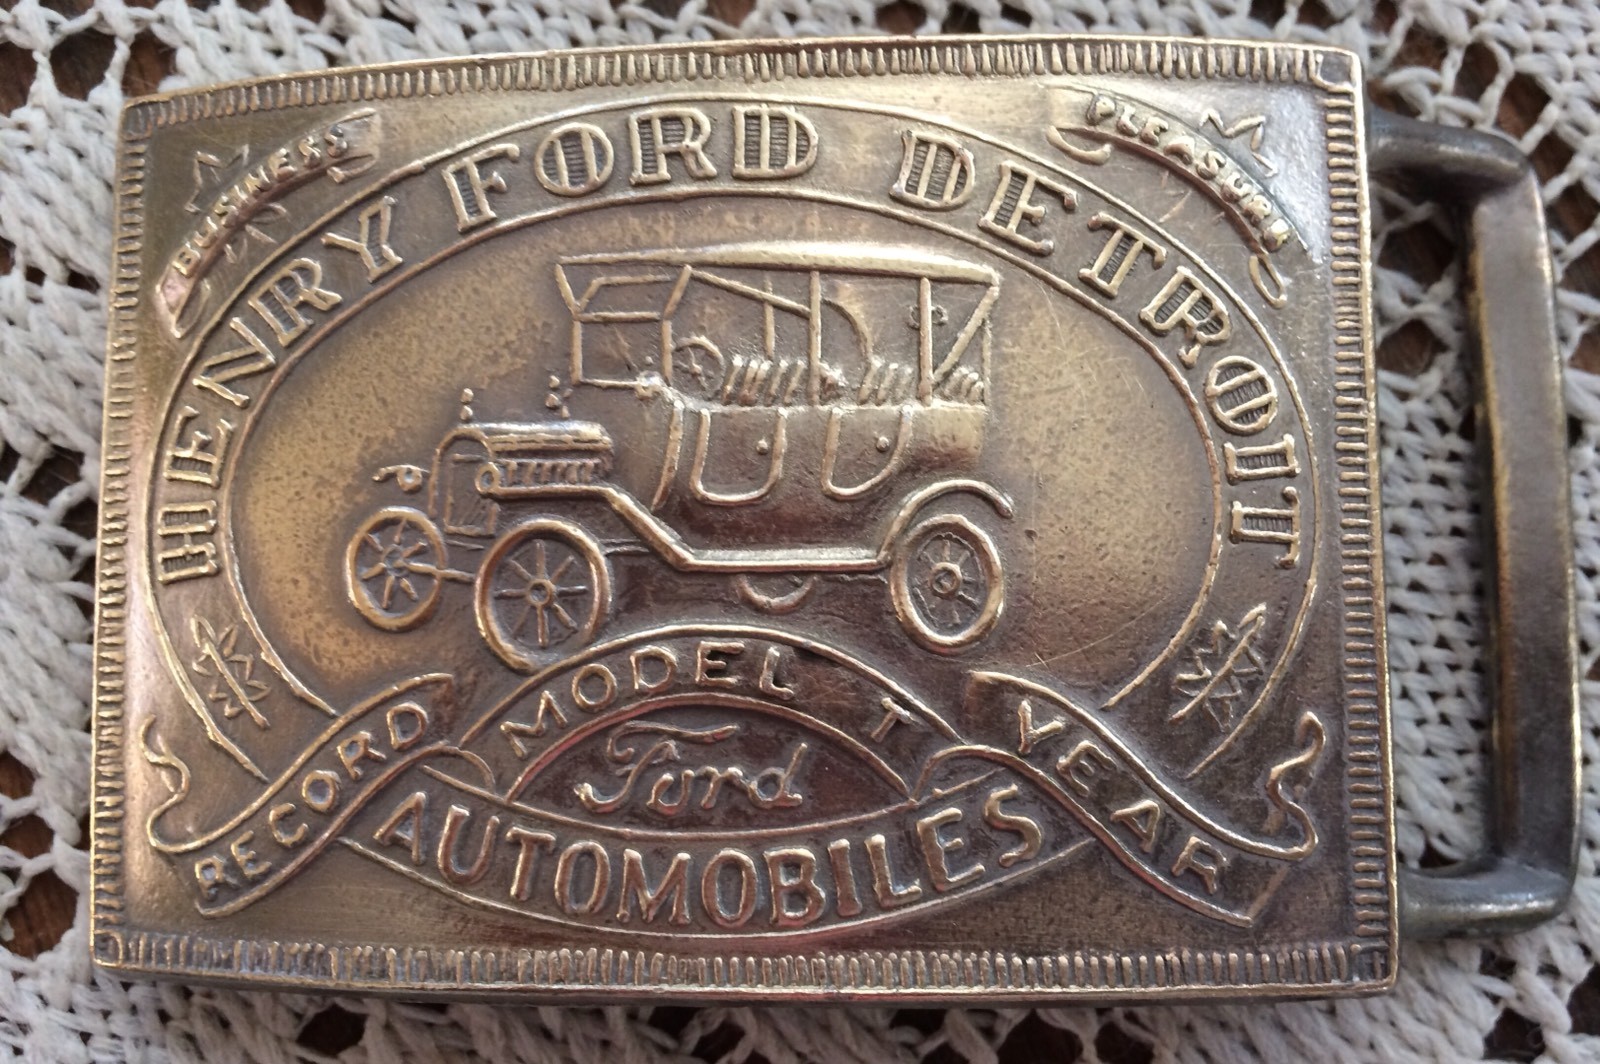 BUSINESS
PLEASURE
HENRY FORD DETROIT
RECORD MODEL T YEAR
Ford
AUTOMOBILES